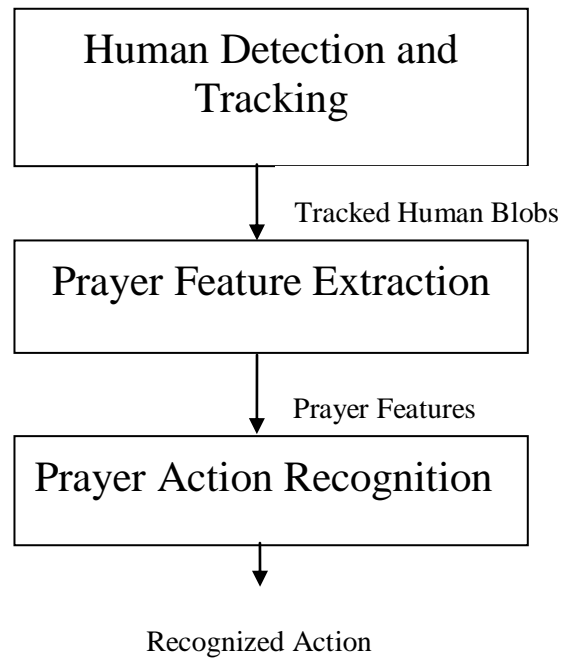 Human Detection and
Tracking
Tracked Human Blobs
Prayer Feature Extraction
Prayer Features
Prayer Action Recognition
Recognized Action